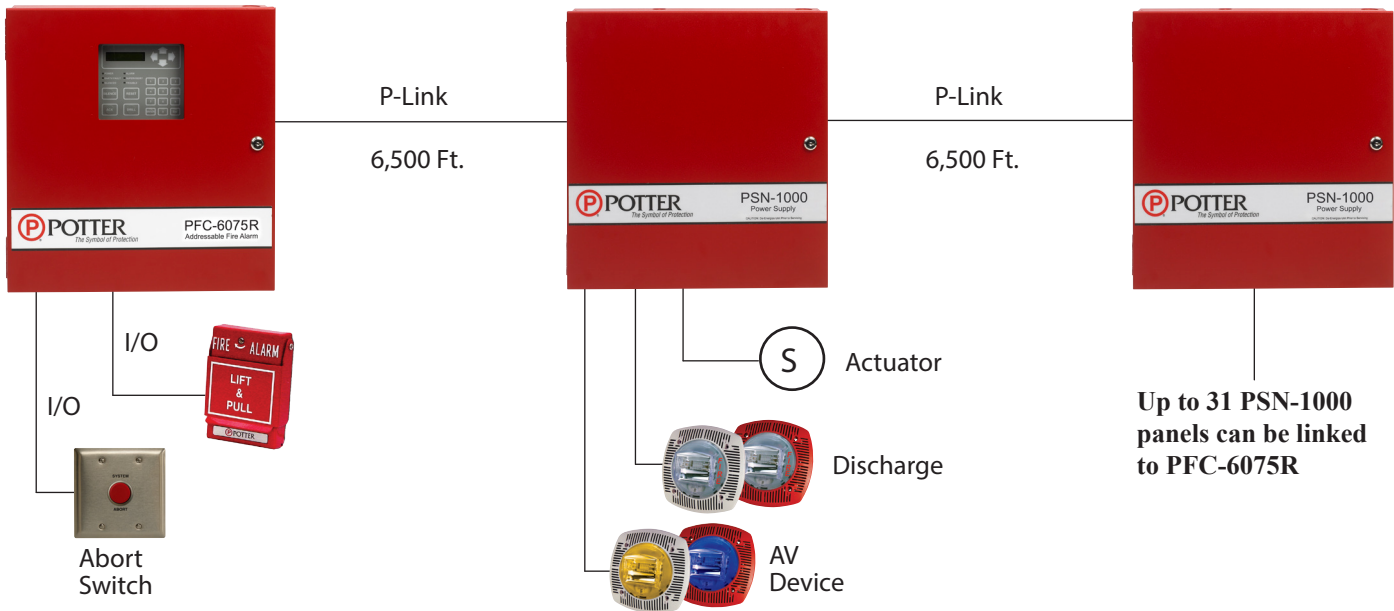 P-Link
6,500 Ft.
P-Link
6,500 Ft.
P POTTER
The Symbol of Protection
PFC-6075R
Addressable Fire Alarm
P POTTER
The Symbol of Protection
PSN-1000
Power Supply
P POTTER
The Symbol of Protection
PSN-1000
Power Supply
I/O
FIRE ALARM
LIFT
&
PULL
P POTTER
I/O
SYSTEM
ABORT
Abort
Switch
S
Actuator
Discharge
AV
Device
Up to 31 PSN-1000
panels can be linked
to PFC-6075R